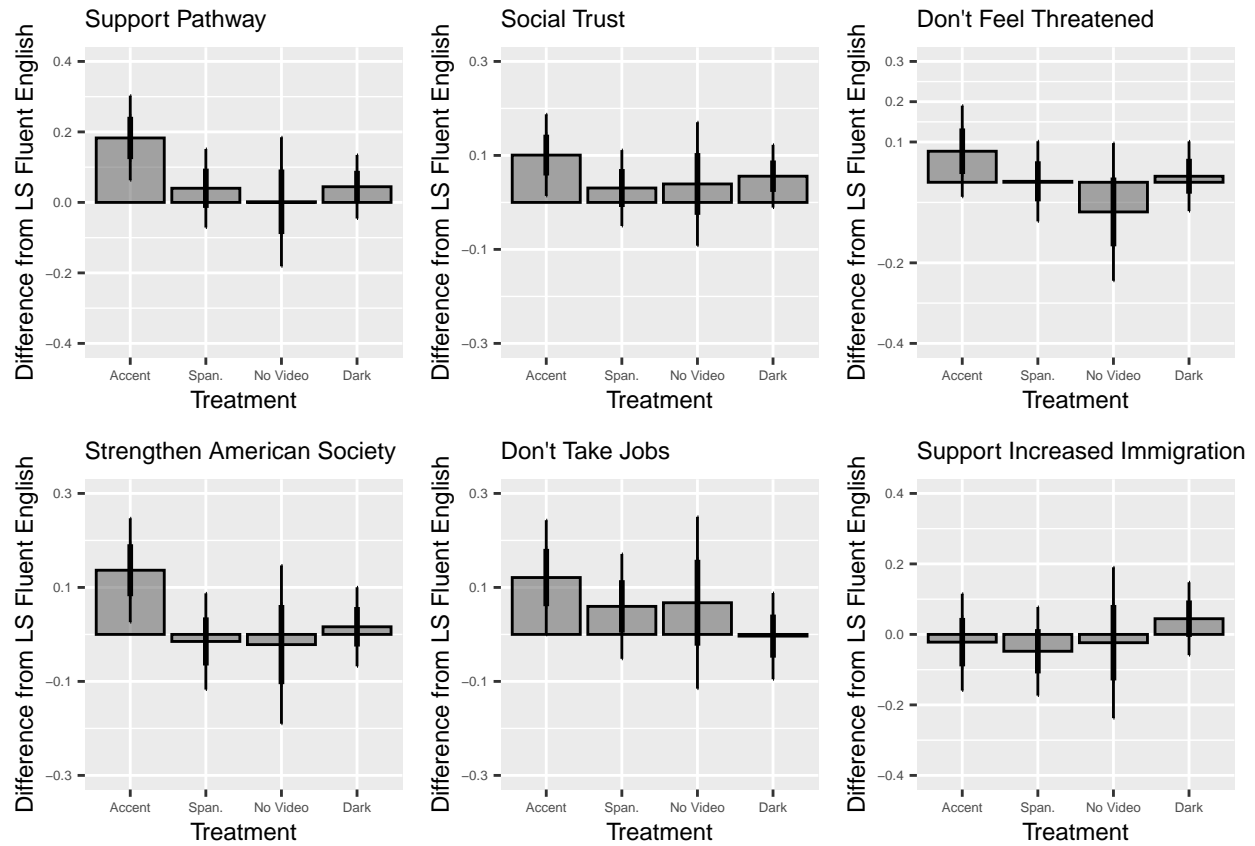 Support Pathway
Difference from LS Fluent English
0.4
0.2
0.0
−0.2
−0.4
Accent Span. No Video Dark
Treatment
Social Trust
Difference from LS Fluent English
0.3
0.1
−0.1
−0.3
Accent Span. No Video Dark
Treatment
Don't Feel Threatened
Difference from LS Fluent English
0.3
0.2
0.1
−0.2
−0.4
Accent Span. No Video Dark
Treatment
Strengthen American Society
Difference from LS Fluent English
0.3
0.1
−0.1
−0.3
Accent Span. No Video Dark
Treatment
Don't Take Jobs
Difference from LS Fluent English
0.3
0.1
−0.1
−0.3
Accent Span. No Video Dark
Treatment
Support Increased Immigration
Difference from LS Fluent English
0.4
0.2
0.0
−0.2
−0.4
Accent Span. No Video Dark
Treatment